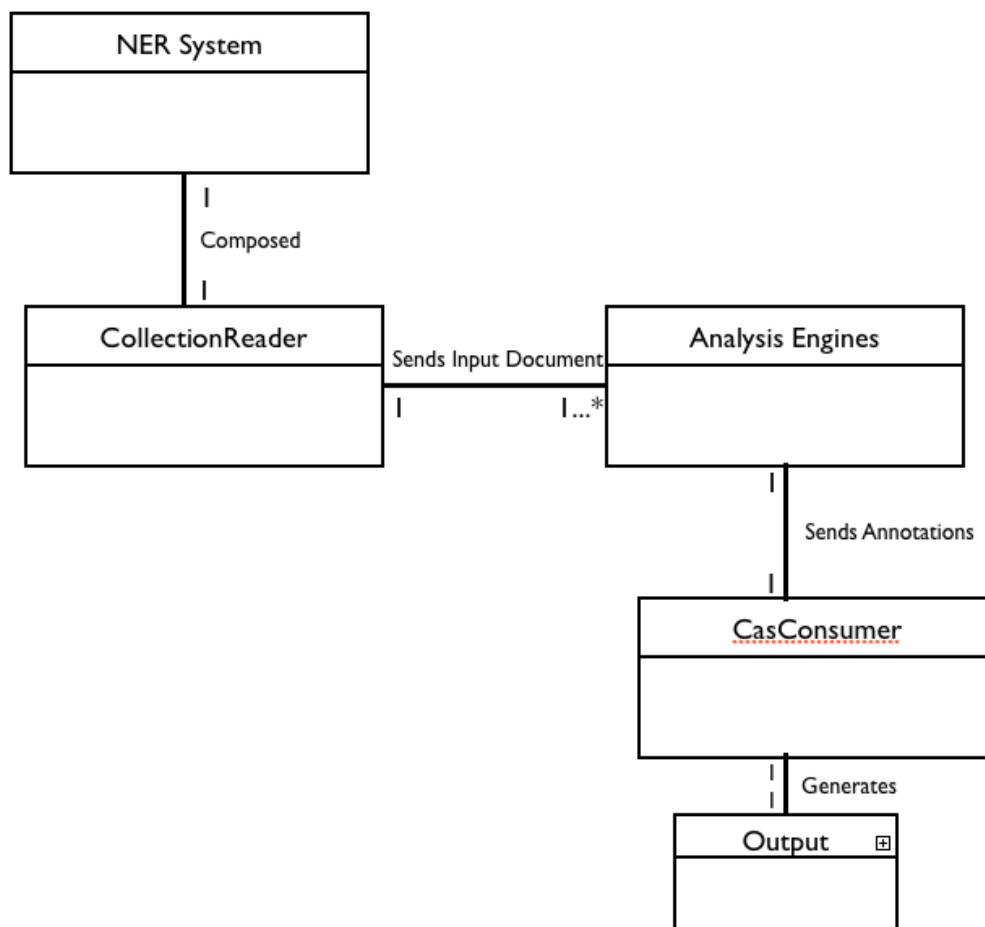 NER System
1
Composed
1
CollectionReader
Analysis Engines
Sends Input Document
1
1...*
1
Sends Annotations
1
CasConsumer
1
Generates
1
Output